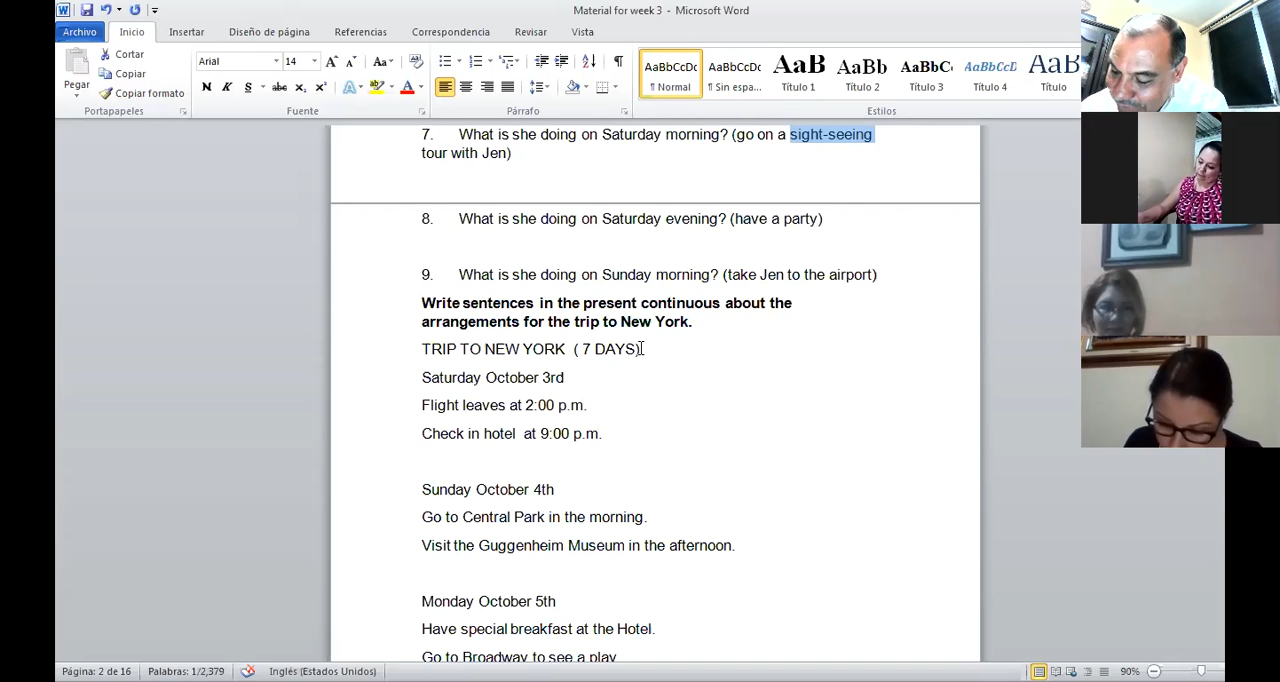 Material for week 3 - Microsoft Word
Archivo Inicio Insertar Diseño de página Referencias Correspondencia Revisar Vista
Pegar
Cortar
Copiar
Copiar formato
Portapapeles
Arial 14
N K S abc x₂ x² A A
Fuente
Párrafo
AaBbCcDc AaBbCcDc AaB AaBb AaBbC AaBbCcD AaB
¶ Normal ¶ Sin espa... Título 1 Título 2 Título 3 Título 4 Título
Estilos
7. What is she doing on Saturday morning? (go on a sight-seeing
tour with Jen)
8. What is she doing on Saturday evening? (have a party)
9. What is she doing on Sunday morning? (take Jen to the airport)
Write sentences in the present continuous about the
arrangements for the trip to New York.
TRIP TO NEW YORK ( 7 DAYS)
Saturday October 3rd
Flight leaves at 2:00 p.m.
Check in hotel at 9:00 p.m.
Sunday October 4th
Go to Central Park in the morning.
Visit the Guggenheim Museum in the afternoon.
Monday October 5th
Have special breakfast at the Hotel.
Go to Broadway to see a play
Página: 2 de 16 Palabras: 1/2,379 Inglés (Estados Unidos) 90%